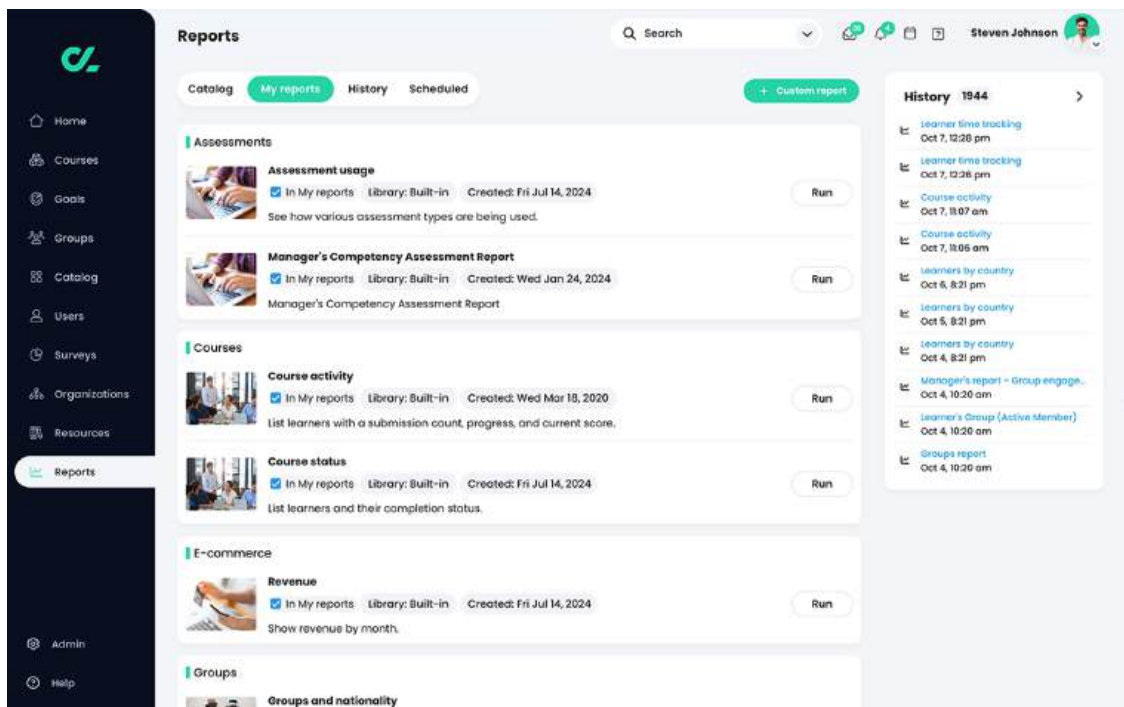 Reports
Search
Steven Johnson
Home
Courses
Goals
Groups
Catalog
Users
Surveys
Organizations
Resources
Reports
Admin
Help
Catalog
My reports
History
Scheduled
+ Custom report
Assessments
Assessment usage
In My reports Library: Built-in Created: Fri Jul 14, 2024
Run
See how various assessment types are being used.
Manager's Competency Assessment Report
In My reports Library: Built-in Created: Wed Jan 24, 2024
Run
Manager's Competency Assessment Report
Courses
Course activity
In My reports Library: Built-in Created: Wed Mar 18, 2020
Run
List learners with a submission count, progress, and current score.
Course status
In My reports Library: Built-in Created: Fri Jul 14, 2024
Run
List learners and their completion status.
E-commerce
Revenue
In My reports Library: Built-in Created: Fri Jul 14, 2024
Run
Show revenue by month.
Groups
Groups and nationality
History 1944
Learner time tracking
Oct 7, 12:28 pm
Learner time tracking
Oct 7, 12:26 pm
Course activity
Oct 7, 11:07 am
Course activity
Oct 7, 11:06 am
Learners by country
Oct 6, 8:21 pm
Learners by country
Oct 5, 8:21 pm
Learners by country
Oct 4, 8:21 pm
Manager's report - Group engage...
Oct 4, 10:20 am
Learner's Group (Active Member)
Oct 4, 10:20 am
Groups report
Oct 4, 10:20 am